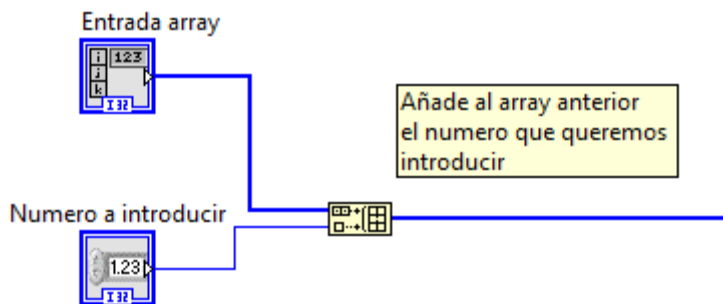 Entrada array
i
j
k
123
I32
Añade al array anterior
el numero que queremos
introducir
Numero a introducir
1.23
I32